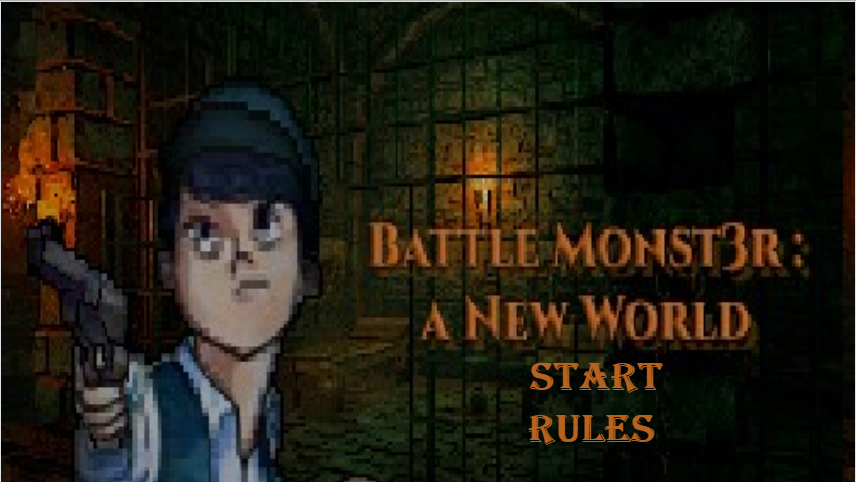 BATTLE MONST3R :
A NEW WORLD
START
RULES